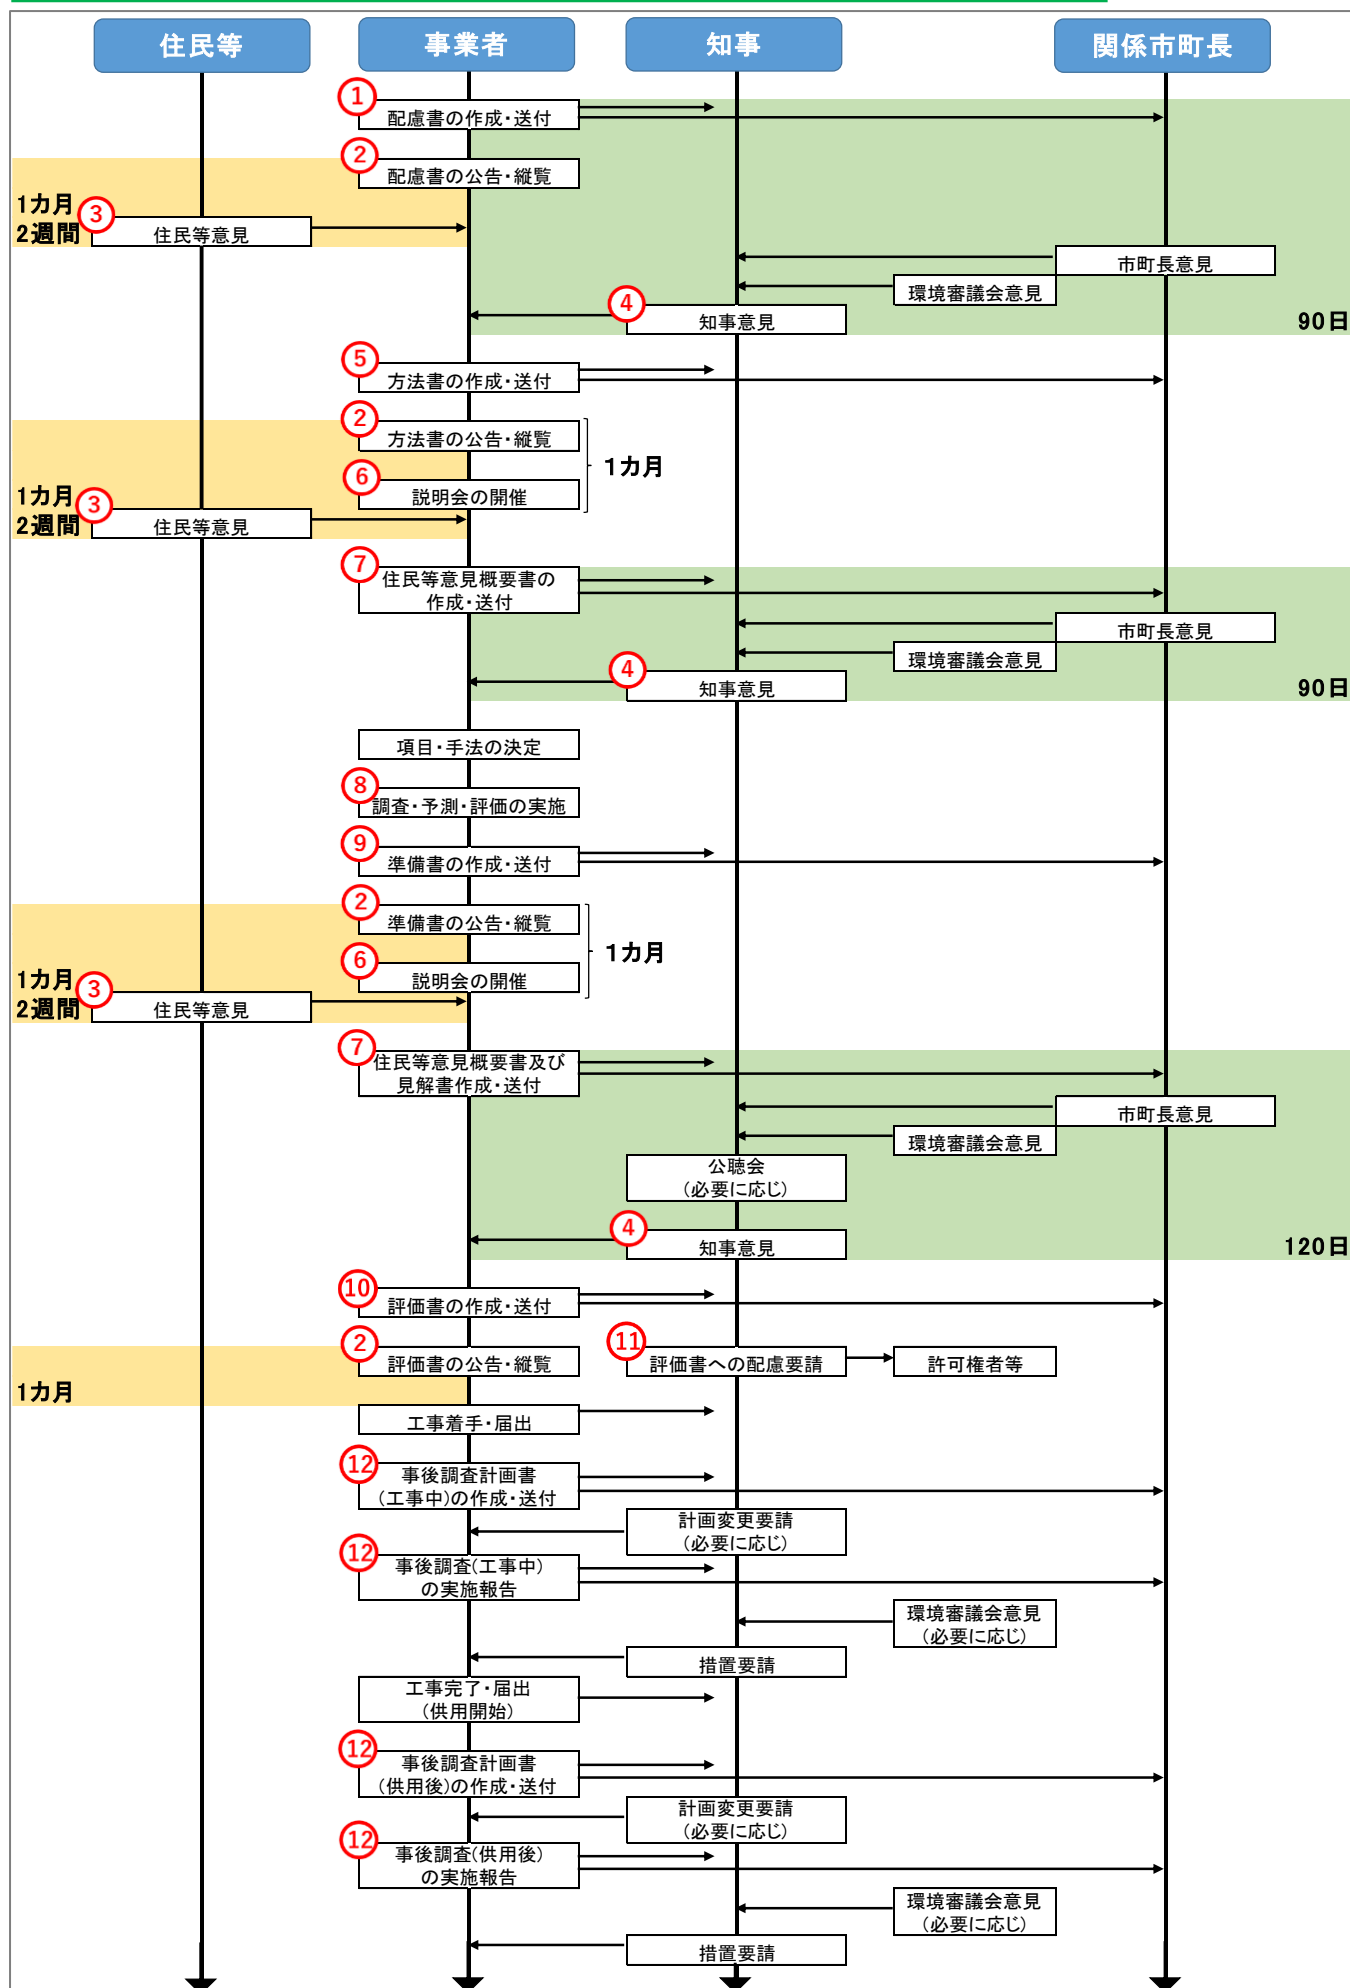 住民等
事業者
知事
関係市町長
①
配慮書の作成・送付
②
配慮書の公告・縦覧
1カ月
2週間
③
住民等意見
市町長意見
環境審議会意見
④
知事意見
90日
⑤
方法書の作成・送付
②
方法書の公告・縦覧
1カ月
⑥
説明会の開催
1カ月
2週間
③
住民等意見
⑦
住民等意見概要書の
作成・送付
市町長意見
環境審議会意見
④
知事意見
90日
項目・手法の決定
⑧
調査・予測・評価の実施
⑨
準備書の作成・送付
②
準備書の公告・縦覧
1カ月
⑥
説明会の開催
1カ月
2週間
③
住民等意見
⑦
住民等意見概要書及び
見解書作成・送付
市町長意見
環境審議会意見
公聴会
(必要に応じ)
④
知事意見
120日
⑩
評価書の作成・送付
②
評価書の公告・縦覧
⑪
評価書への配慮要請
許可権者等
1カ月
工事着手・届出
⑫
事後調査計画書
(工事中)の作成・送付
計画変更要請
(必要に応じ)
⑫
事後調査(工事中)
の実施報告
環境審議会意見
(必要に応じ)
措置要請
工事完了・届出
(供用開始)
⑫
事後調査計画書
(供用後)の作成・送付
計画変更要請
(必要に応じ)
⑫
事後調査(供用後)
の実施報告
環境審議会意見
(必要に応じ)
措置要請